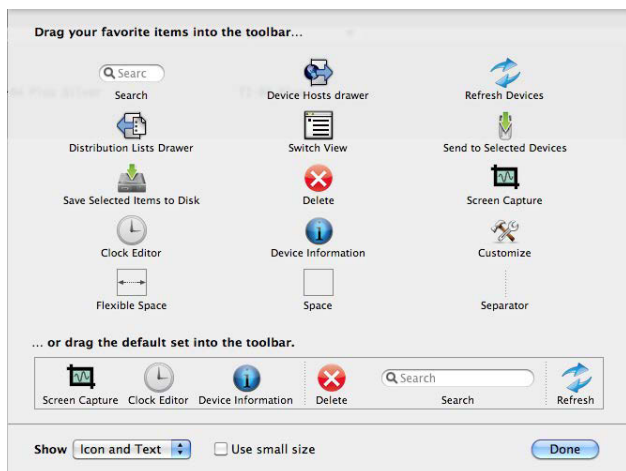 Drag your favorite items into the toolbar...
Searc
Search Device Hosts drawer Refresh Devices
Distribution Lists Drawer Switch View Send to Selected Devices
Save Selected Items to Disk Delete Screen Capture
Clock Editor Device Information Customize
Flexible Space Space Separator
... or drag the default set into the toolbar.
Search
Screen Capture Clock Editor Device Information Delete Search Refresh
Show Icon and Text Use small size Done